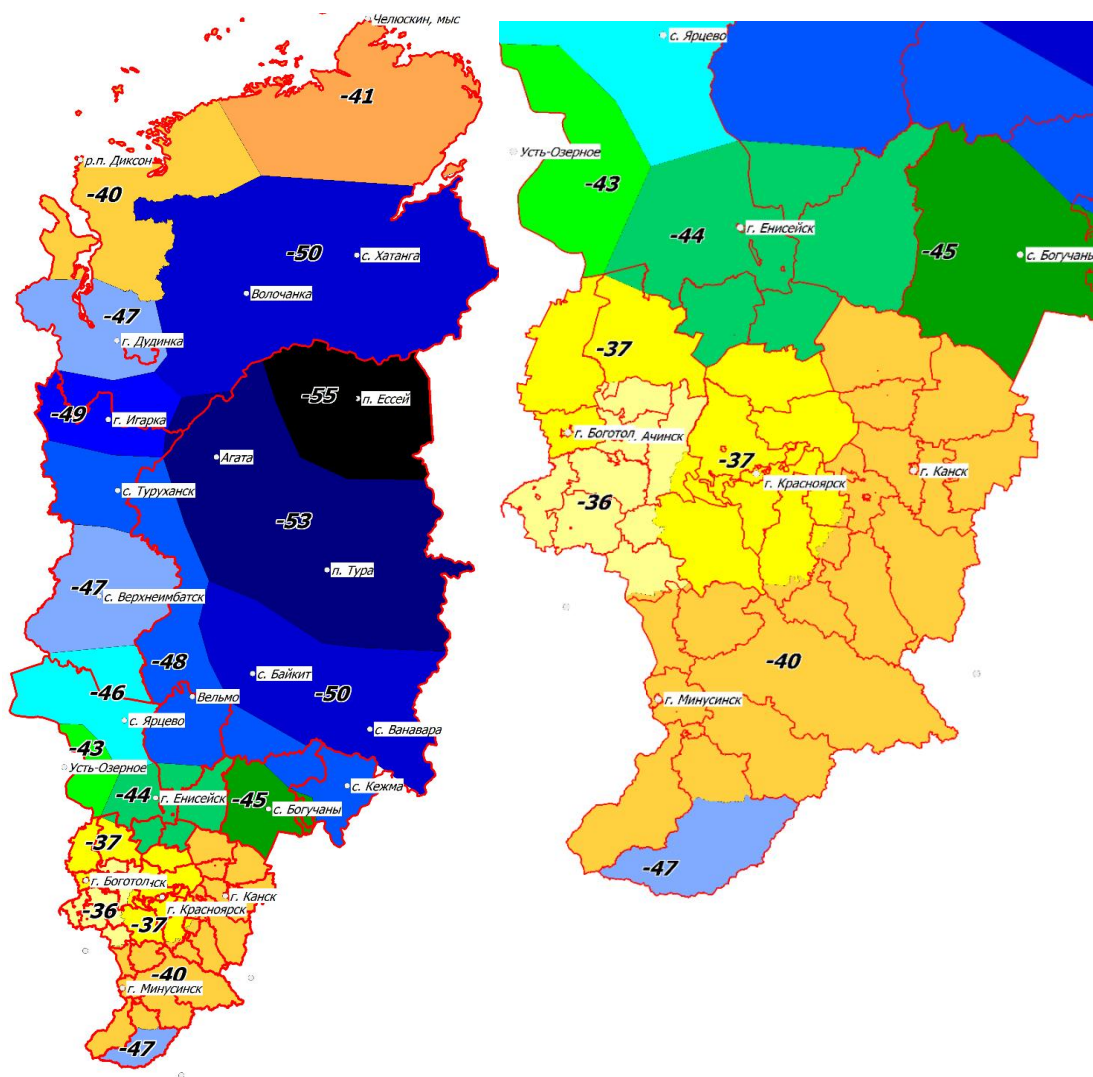 Челюскин, мыс
-41
р.п. Диксон
-40
-50
с. Хатанга
Волочанка
-47
г. Дудинка
-55
п. Ессей
-49
г. Игарка
Агата
с. Туруханск
-53
п. Тура
-47
с. Верхнеимбатск
-48
с. Байкит
-46
-50
Вельмо
с. Ярцево
с. Ванавара
-43
Усть-Озерное
-44
г. Енисейск
-45
с. Кежма
с. Богучаны
-37
г. Боготол
-36
г. Канск
г. Красноярск
-37
-40
г. Минусинск
-47
с. Ярцево
Усть-Озерное
-43
-44
г. Енисейск
-45
с. Богучаны
-37
г. Боготол
Ачинск
-37
г. Канск
г. Красноярск
-36
-40
г. Минусинск
-47